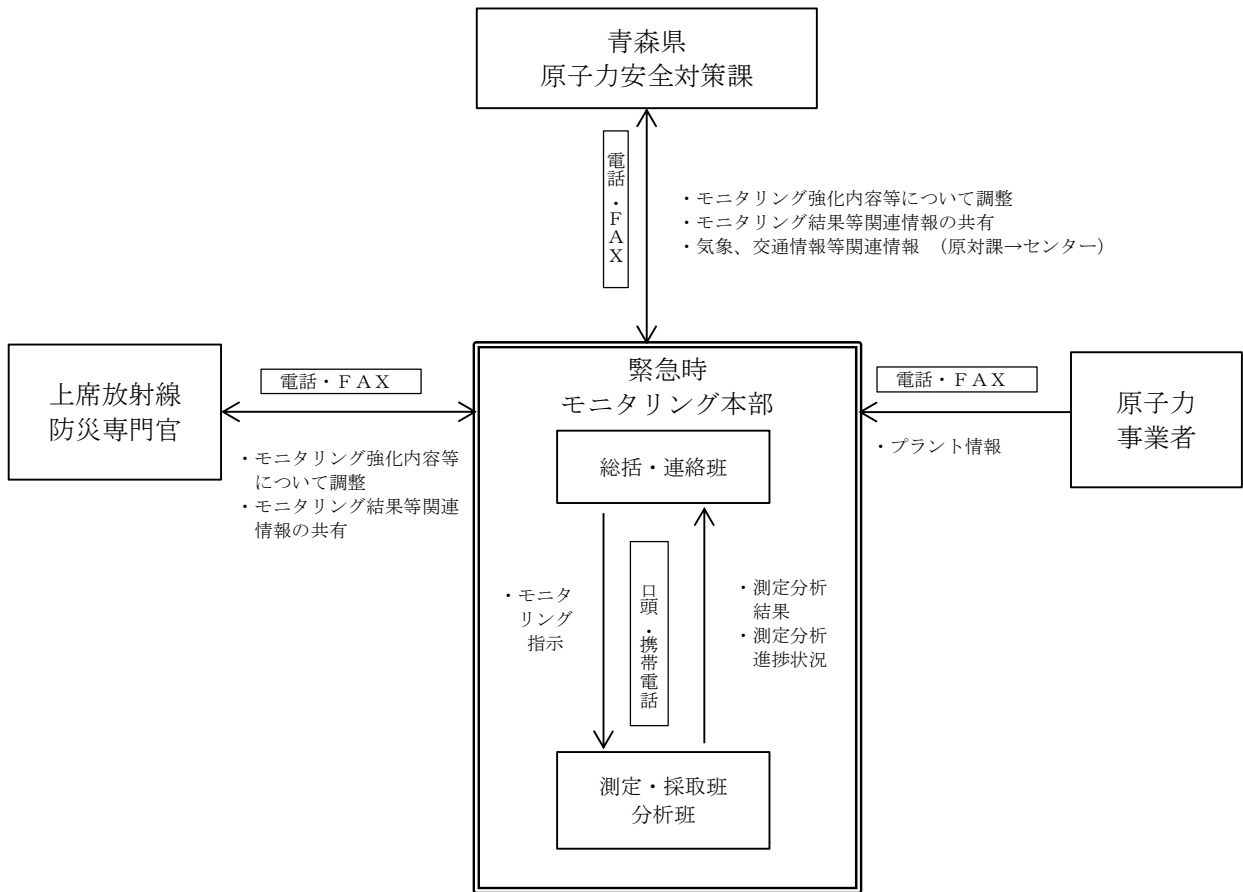 青森県
原子力安全対策課
電話・ＦＡＸ
・モニタリング強化内容等について調整
・モニタリング結果等関連情報の共有
・気象、交通情報等関連情報　（原対課→センター）
上席放射線
防災専門官
電話・ＦＡＸ
・モニタリング強化内容等
について調整
・モニタリング結果等関連
情報の共有
緊急時
モニタリング本部
総括・連絡班
・モニタ
リング
指示
口頭・携帯電話
・測定分析
結果
・測定分析
進捗状況
測定・採取班
分析班
電話・ＦＡＸ
・プラント情報
原子力
事業者